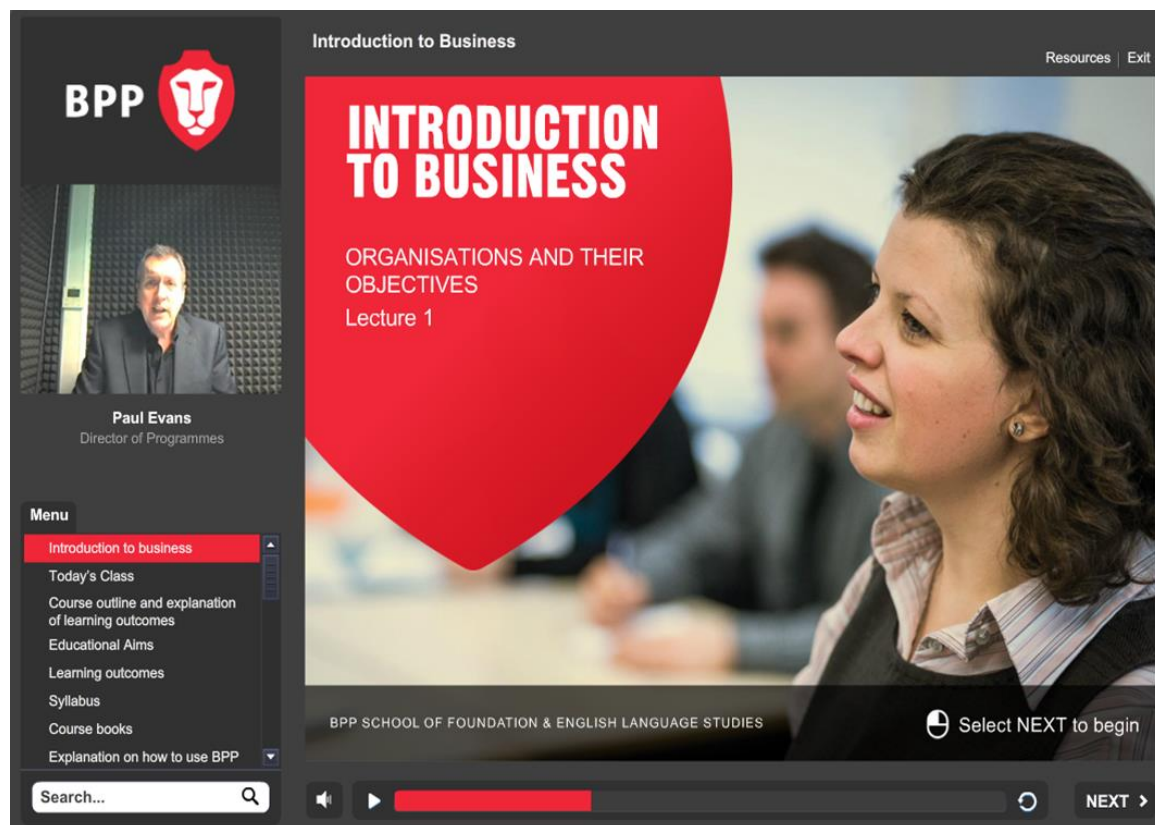 BPP
Paul Evans
Director of Programmes
Menu
Introduction to business
Today's Class
Course outline and explanation
of learning outcomes
Educational Aims
Learning outcomes
Syllabus
Course books
Explanation on how to use BPP
Search...
Introduction to Business
Resources | Exit
INTRODUCTION
TO BUSINESS
ORGANISATIONS AND THEIR
OBJECTIVES
Lecture 1
BPP SCHOOL OF FOUNDATION & ENGLISH LANGUAGE STUDIES
Select NEXT to begin
NEXT >